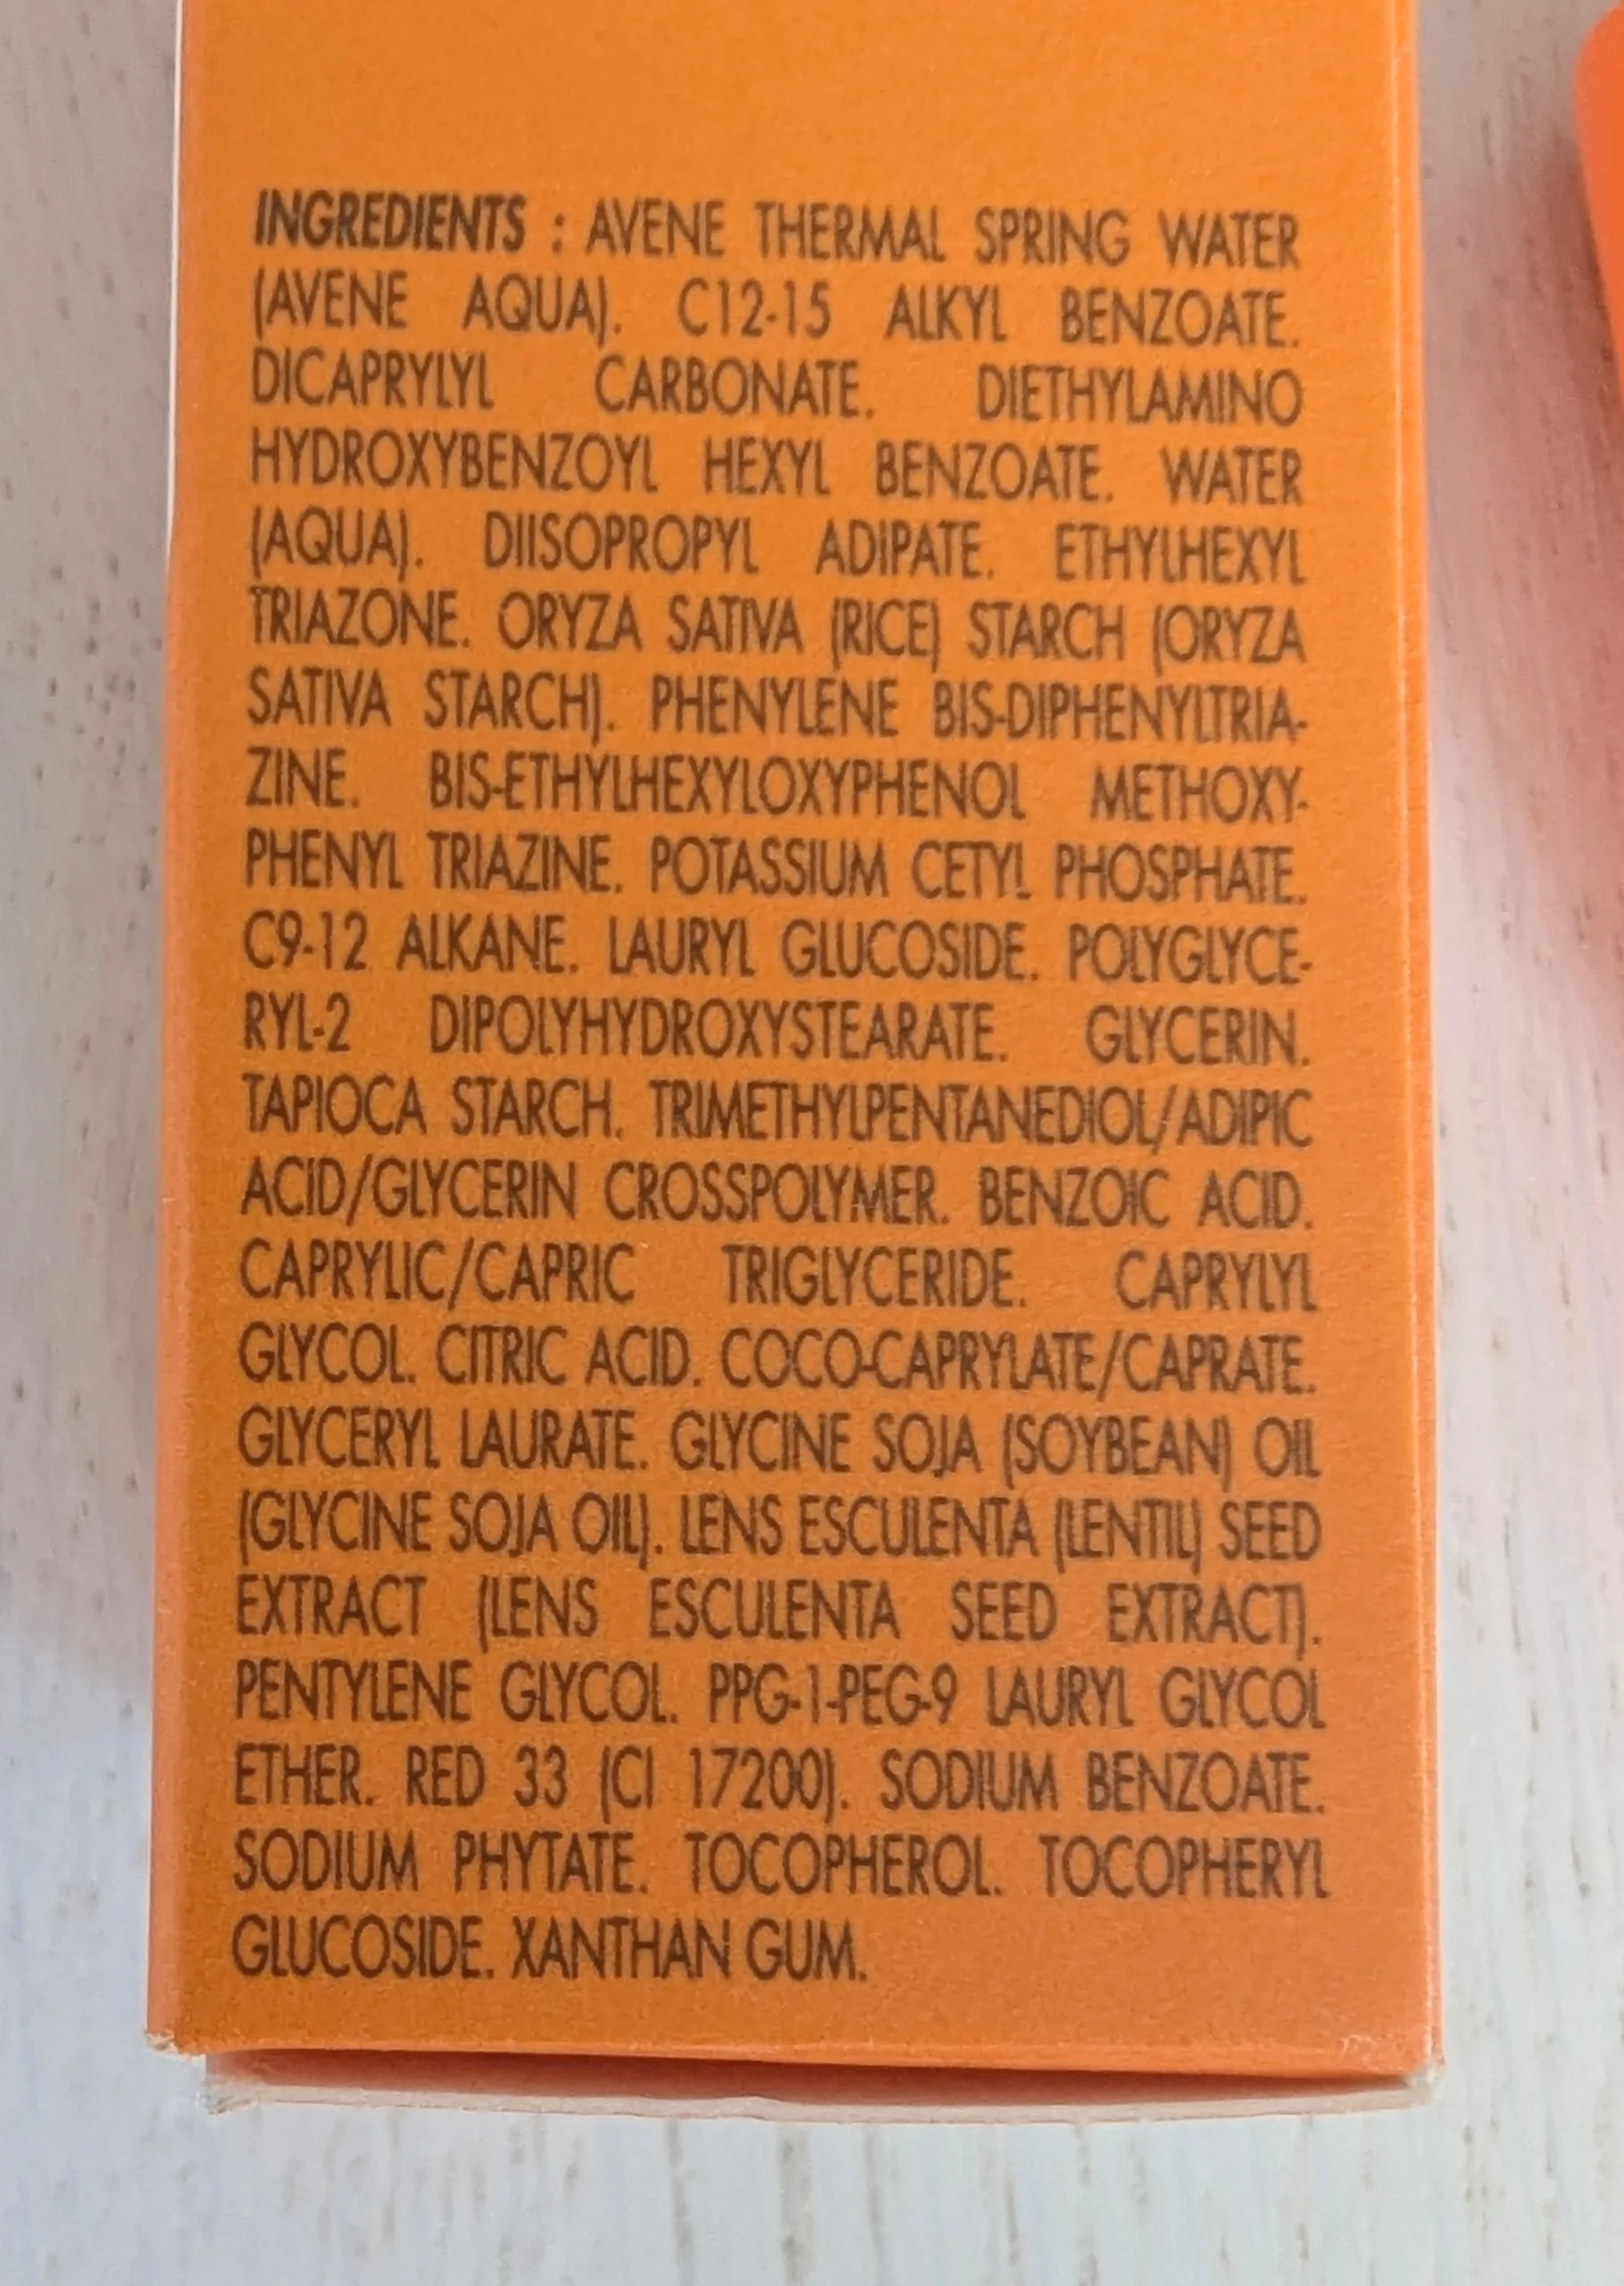 INGREDIENTS : AVENE THERMAL SPRING WATER
(AVENE AQUA). C12-15 ALKYL BENZOATE.
DICAPRYLYL CARBONATE. DIETHYLAMINO
HYDROXYBENZOYL HEXYL BENZOATE. WATER
(AQUA). DIISOPROPYL ADIPATE. ETHYLHEXYL
TRIAZONE. ORYZA SATIVA (RICE) STARCH (ORYZA
SATIVA STARCH). PHENYLENE BIS-DIPHENYLTRIA-
ZINE. BIS-ETHYLHEXYLOXYPHENOL METHOXY-
PHENYL TRIAZINE. POTASSIUM CETYL PHOSPHATE.
C9-12 ALKANE. LAURYL GLUCOSIDE. POLYGLYCE-
RYL-2 DIPOLYHYDROXYSTEARATE. GLYCERIN.
TAPIOCA STARCH. TRIMETHYLPENTANEDIOL/ADIPIC
ACID/GLYCERIN CROSSPOLYMER. BENZOIC ACID.
CAPRYLIC/CAPRIC TRIGLYCERIDE. CAPRYLYL
GLYCOL. CITRIC ACID. COCO-CAPRYLATE/CAPRATE.
GLYCERYL LAURATE. GLYCINE SOJA (SOYBEAN) OIL
(GLYCINE SOJA OIL). LENS ESCULENTA (LENTIL) SEED
EXTRACT (LENS ESCULENTA SEED EXTRACT).
PENTYLENE GLYCOL. PPG-1-PEG-9 LAURYL GLYCOL
ETHER. RED 33 (CI 17200). SODIUM BENZOATE.
SODIUM PHYTATE. TOCOPHEROL. TOCOPHERYL
GLUCOSIDE. XANTHAN GUM.